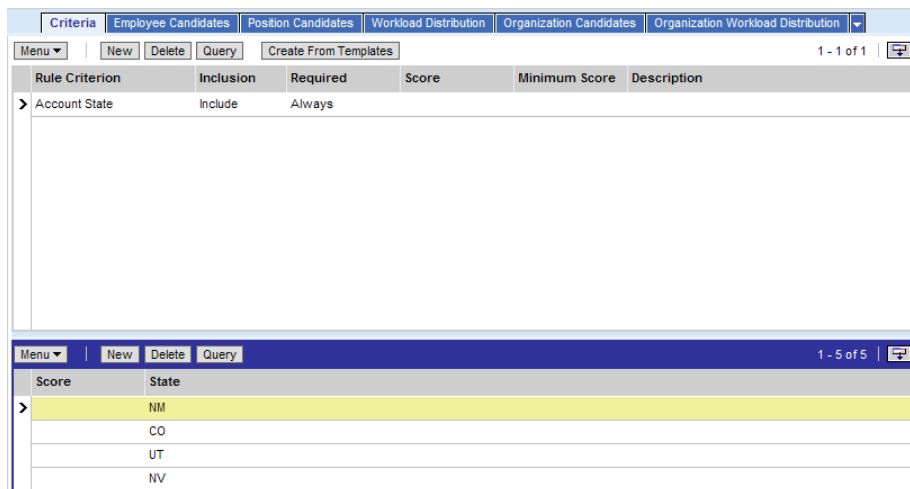 Criteria Employee Candidates Position Candidates Workload Distribution Organization Candidates Organization Workload Distribution
Menu New Delete Query Create From Templates 1 - 1 of 1
Rule Criterion Inclusion Required Score Minimum Score Description
Account State Include Always
Menu New Delete Query 1 - 5 of 5
Score State
NM
CO
UT
NV